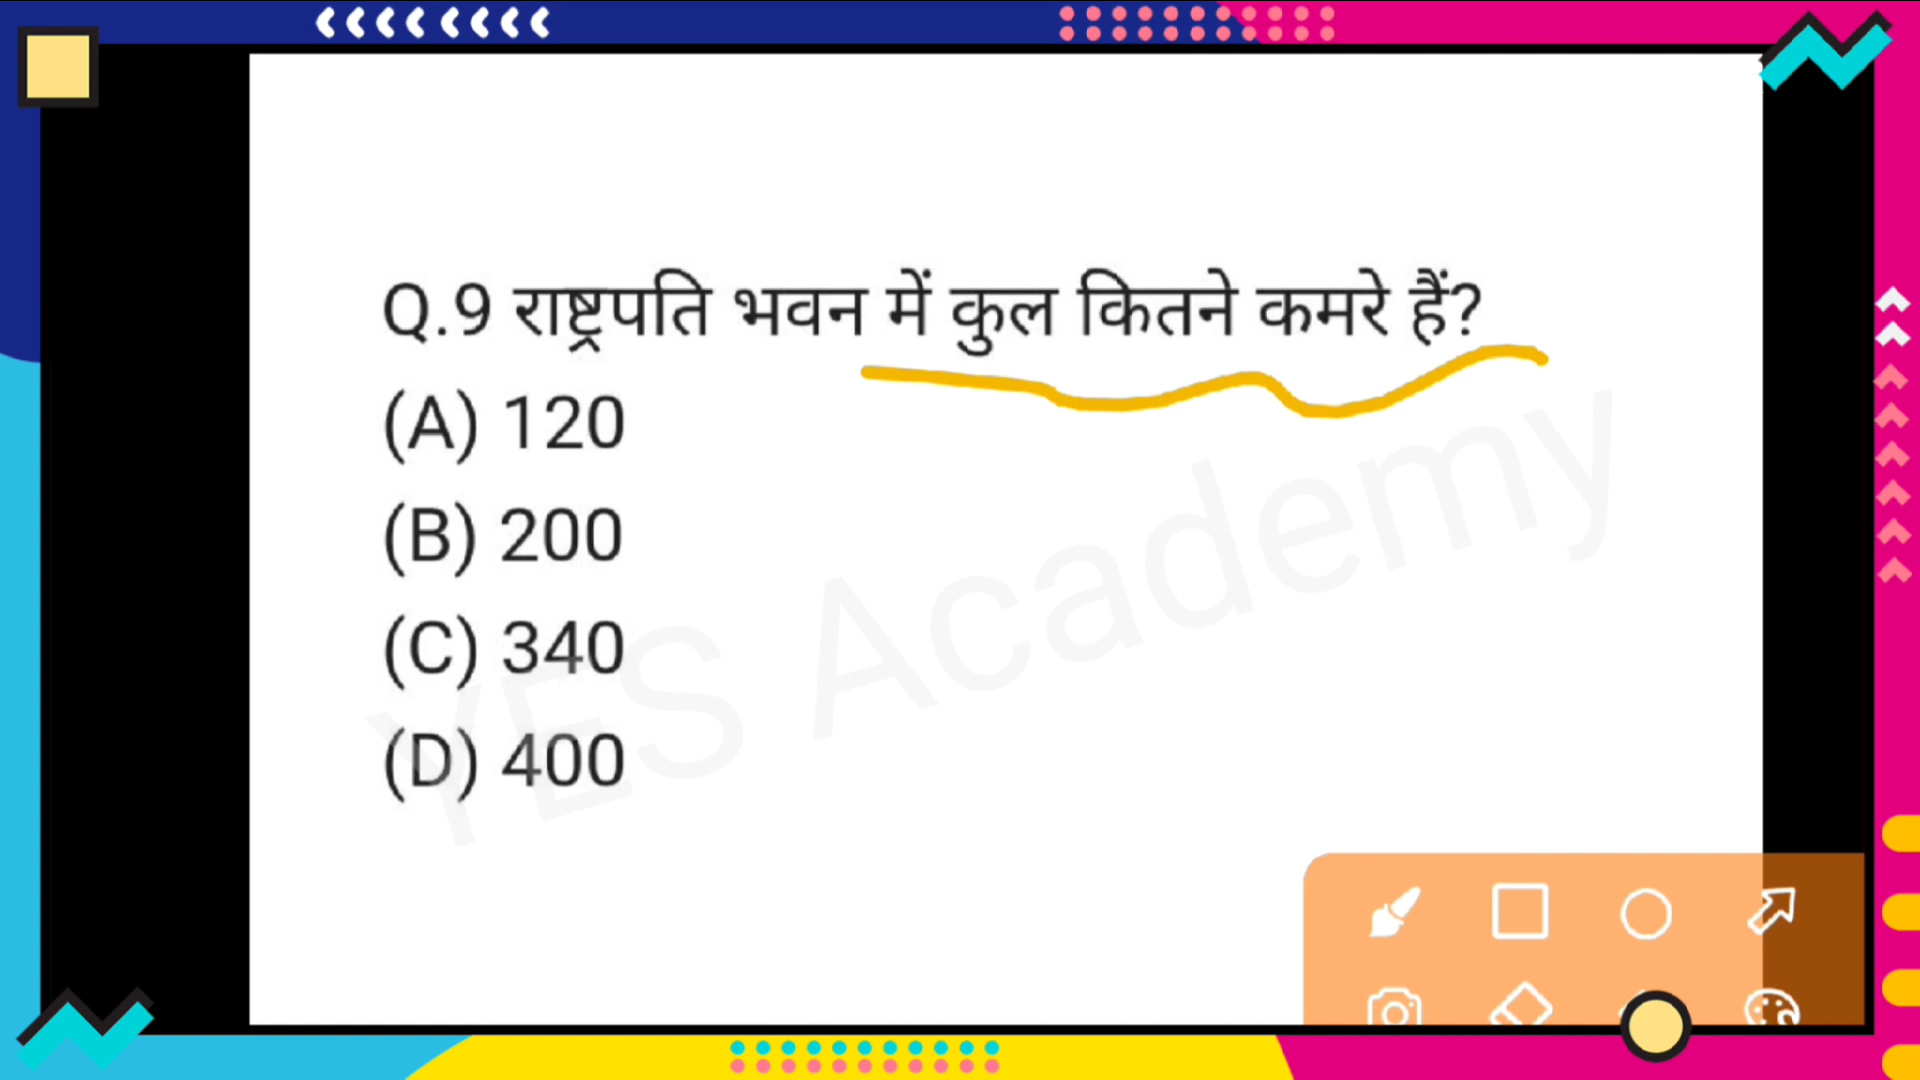 Q.9 राष्ट्रपति भवन में कुल कितने कमरे हैं?
(A) 120
(B) 200
(C) 340
(D) 400
YES Academy